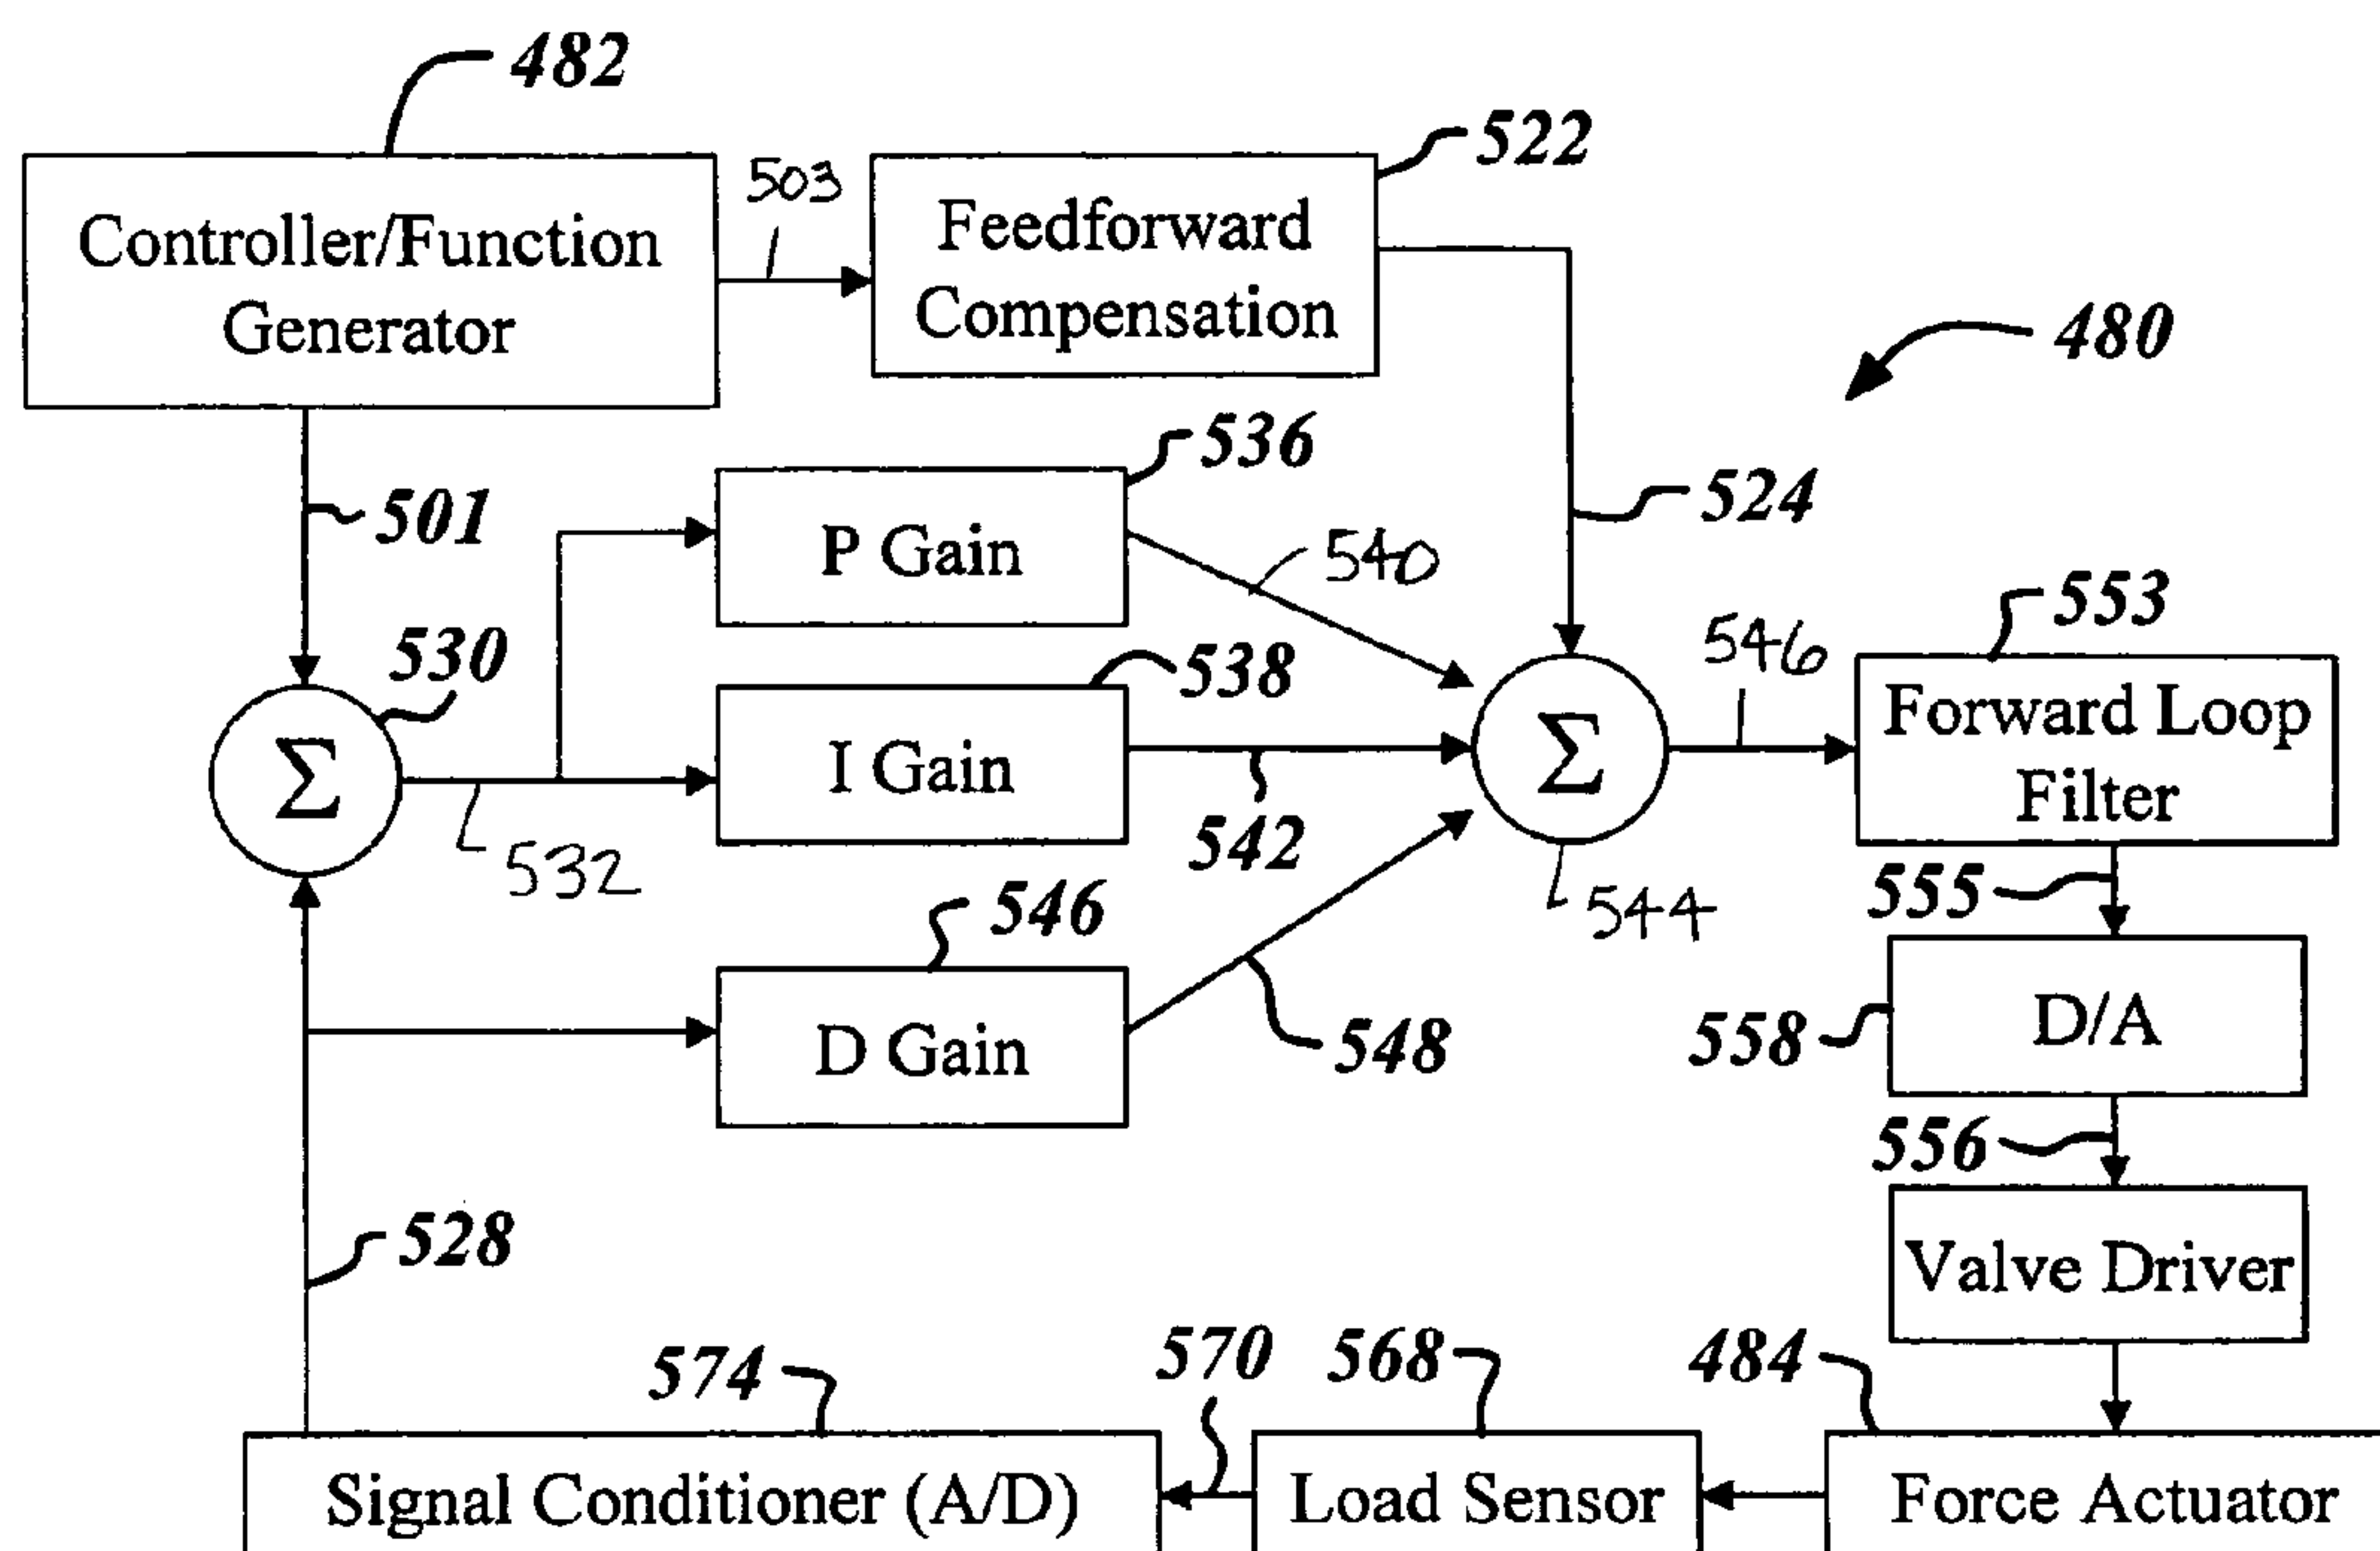 482
522
503
Controller/Function
Generator
Feedforward
Compensation
480
536
501
524
P Gain
540
553
530
546
538
Forward Loop
Filter
Σ
I Gain
Σ
542
532
555
546
544
D/A
D Gain
548
558
556
528
Valve Driver
574
570
568
484
Signal Conditioner (A/D)
Load Sensor
Force Actuator